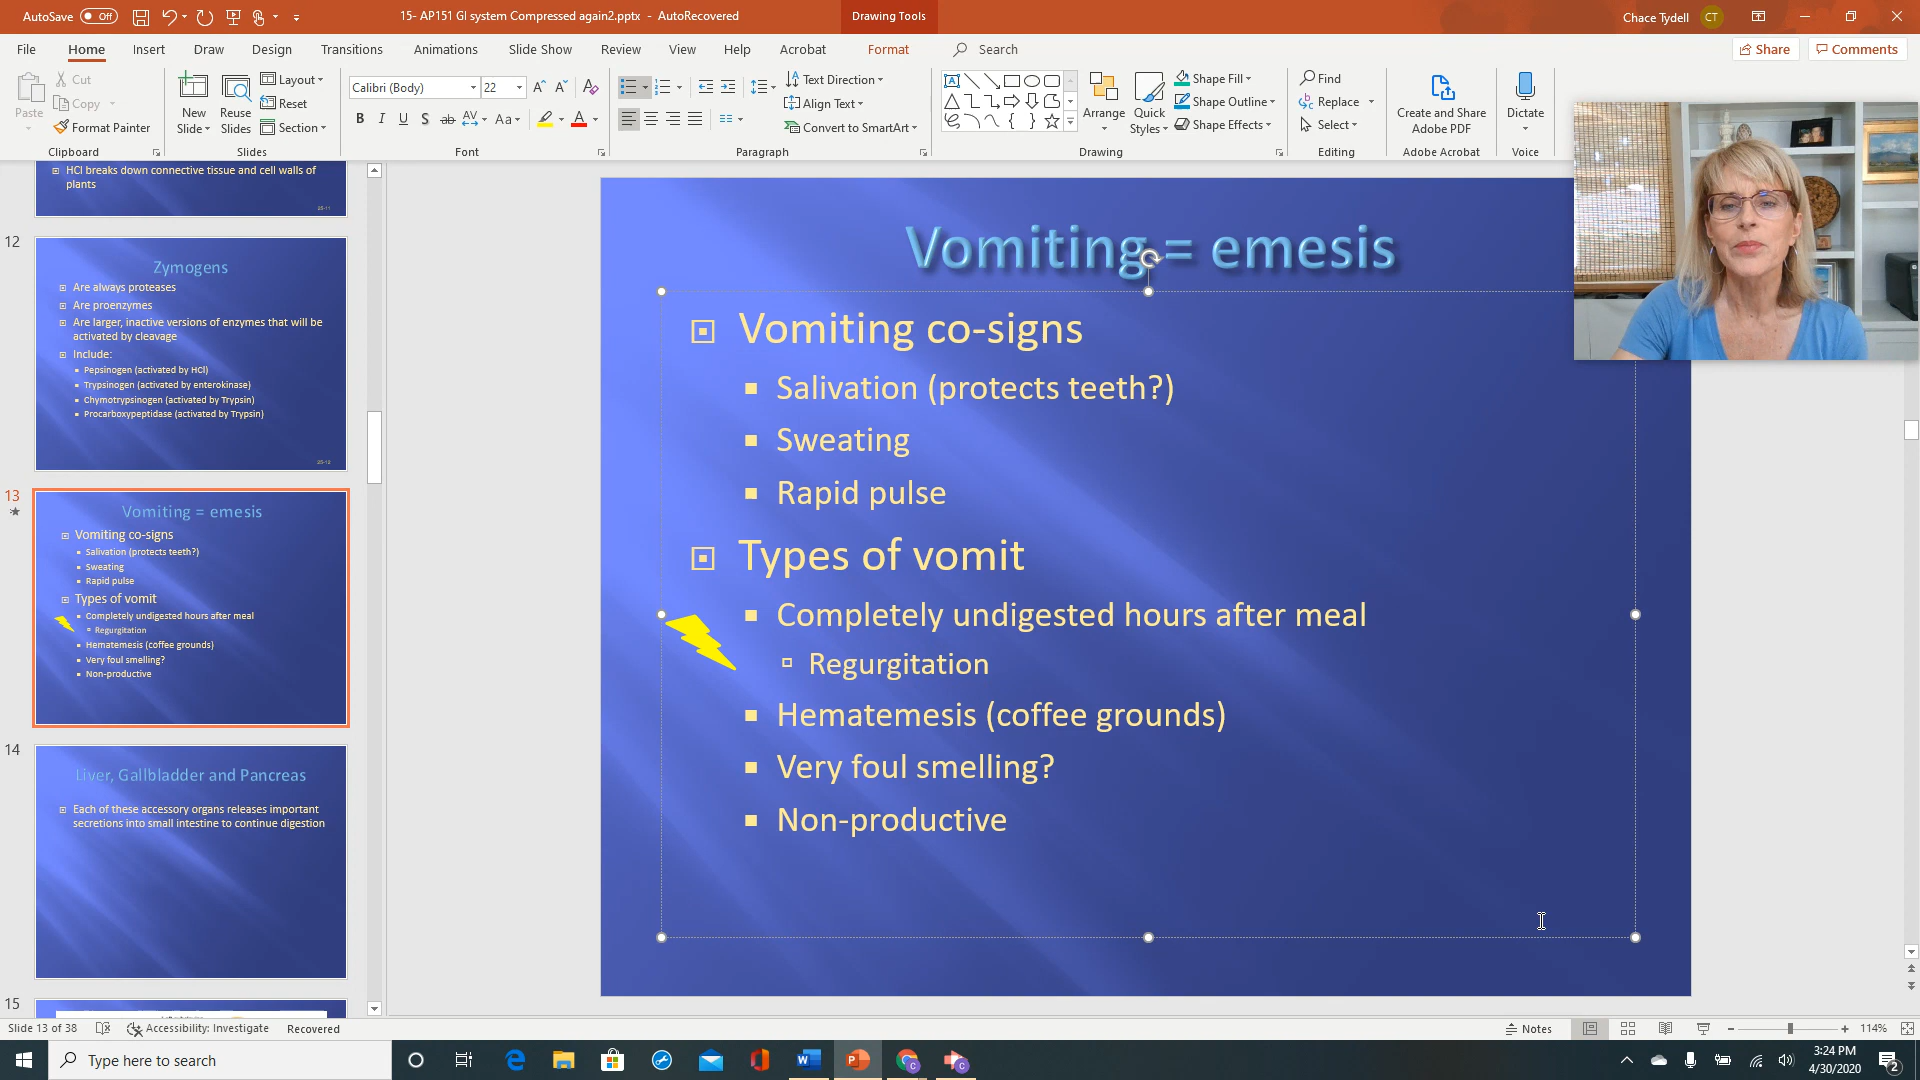 AutoSave Off
15- AP151 GI system Compressed again2.pptx - AutoRecovered
Drawing Tools
Chace Tydell CT
File Home Insert Draw Design Transitions Animations Slide Show Review View Help Acrobat Format Search Share Comments
Paste
Cut
Copy
Format Painter
Clipboard
New Slide
Reuse Slides
Layout
Reset
Section
Slides
Calibri (Body) 22
Font
Text Direction
Align Text
Convert to SmartArt
Paragraph
Arrange
Quick Styles
Shape Fill
Shape Outline
Shape Effects
Drawing
Find
Replace
Select
Editing
Create and Share Adobe PDF
Adobe Acrobat
Dictate
Voice
HCl breaks down connective tissue and cell walls of
plants
25-11
12
Zymogens
Are always proteases
Are proenzymes
Are larger, inactive versions of enzymes that will be
activated by cleavage
Include:
Pepsinogen (activated by HCl)
Trypsinogen (activated by enterokinase)
Chymotrypsinogen (activated by Trypsin)
Procarboxypeptidase (activated by Trypsin)
25-12
13
Vomiting = emesis
Vomiting co-signs
Salivation (protects teeth?)
Sweating
Rapid pulse
Types of vomit
Completely undigested hours after meal
Regurgitation
Hematemesis (coffee grounds)
Very foul smelling?
Non-productive
14
Liver, Gallbladder and Pancreas
Each of these accessory organs releases important
secretions into small intestine to continue digestion
15
Vomiting = emesis
Vomiting co-signs
Salivation (protects teeth?)
Sweating
Rapid pulse
Types of vomit
Completely undigested hours after meal
Regurgitation
Hematemesis (coffee grounds)
Very foul smelling?
Non-productive
Slide 13 of 38 Accessibility: Investigate Recovered Notes 114%
Type here to search
3:24 PM
4/30/2020
2